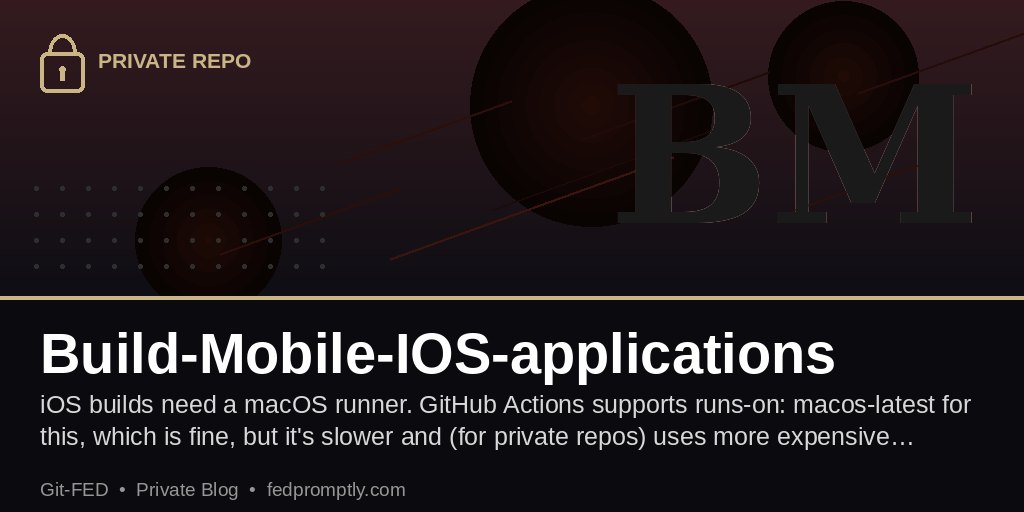 PRIVATE REPO
BM
Build-Mobile-IOS-applications
iOS builds need a macOS runner. GitHub Actions supports runs-on: macos-latest for
this, which is fine, but it's slower and (for private repos) uses more expensive…
Git-FED • Private Blog • fedpromptly.com